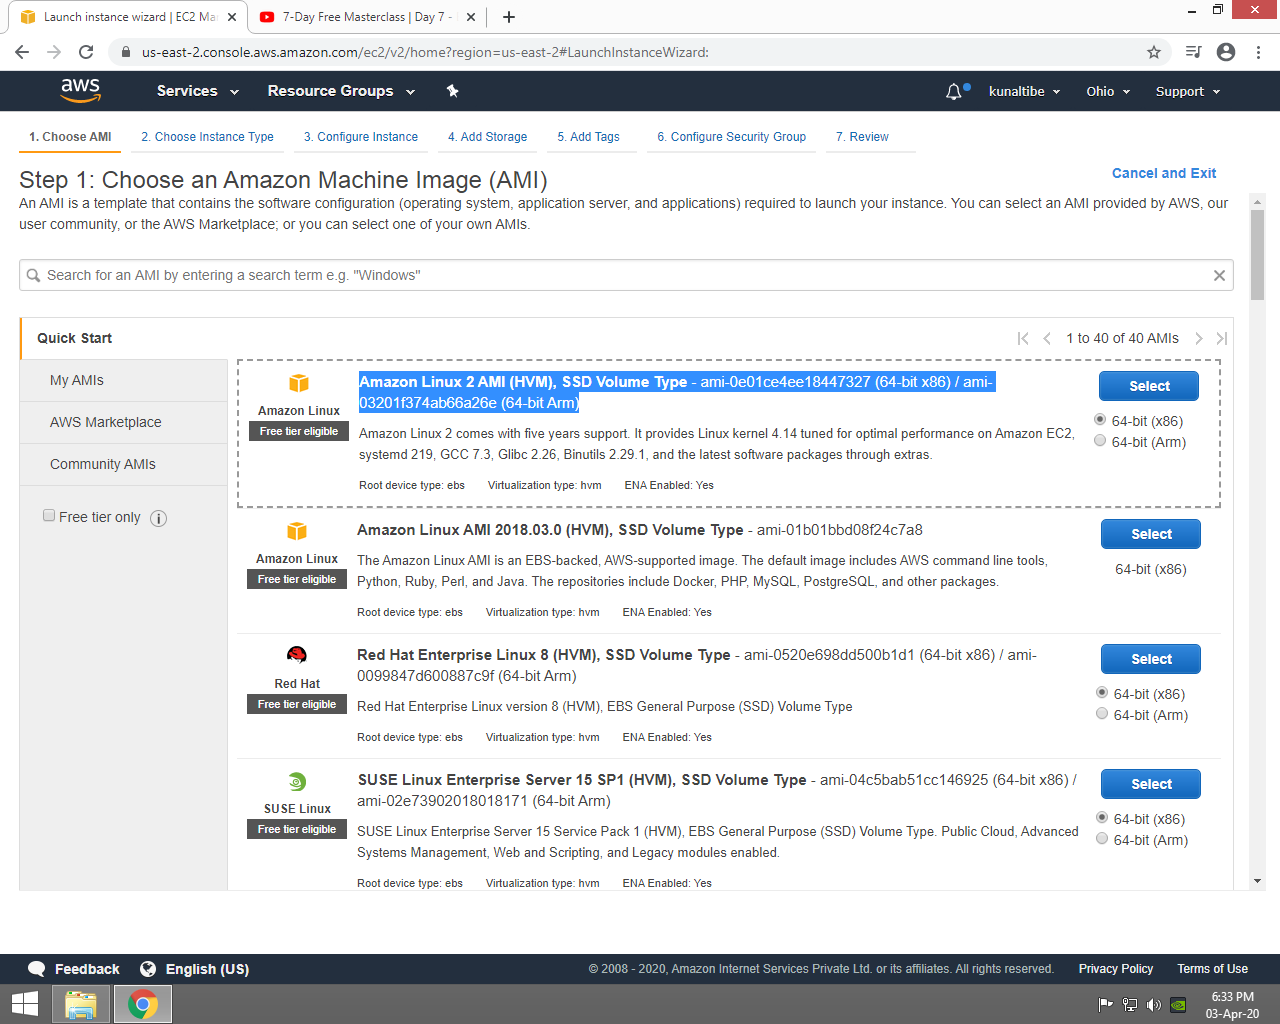 Launch instance wizard | EC2 Ma
7-Day Free Masterclass | Day 7 -
us-east-2.console.aws.amazon.com/ec2/v2/home?region=us-east-2#LaunchInstanceWizard:
aws
Services
Resource Groups
kunaltibe
Ohio
Support
1. Choose AMI
2. Choose Instance Type
3. Configure Instance
4. Add Storage
5. Add Tags
6. Configure Security Group
7. Review
Step 1: Choose an Amazon Machine Image (AMI)
Cancel and Exit
An AMI is a template that contains the software configuration (operating system, application server, and applications) required to launch your instance. You can select an AMI provided by AWS, our
user community, or the AWS Marketplace; or you can select one of your own AMIs.
Search for an AMI by entering a search term e.g. "Windows"
Quick Start
1 to 40 of 40 AMIs
My AMIs
AWS Marketplace
Community AMIs
Free tier only
Amazon Linux
Free tier eligible
Amazon Linux 2 AMI (HVM), SSD Volume Type - ami-0e01ce4ee18447327 (64-bit x86) / ami-
03201f374ab66a26e (64-bit Arm)
Amazon Linux 2 comes with five years support. It provides Linux kernel 4.14 tuned for optimal performance on Amazon EC2,
systemd 219, GCC 7.3, Glibc 2.26, Binutils 2.29.1, and the latest software packages through extras.
Root device type: ebs Virtualization type: hvm ENA Enabled: Yes
Select
64-bit (x86)
64-bit (Arm)
Amazon Linux
Free tier eligible
Amazon Linux AMI 2018.03.0 (HVM), SSD Volume Type - ami-01b01bbd08f24c7a8
The Amazon Linux AMI is an EBS-backed, AWS-supported image. The default image includes AWS command line tools,
Python, Ruby, Perl, and Java. The repositories include Docker, PHP, MySQL, PostgreSQL, and other packages.
Root device type: ebs Virtualization type: hvm ENA Enabled: Yes
Select
64-bit (x86)
Red Hat
Free tier eligible
Red Hat Enterprise Linux 8 (HVM), SSD Volume Type - ami-0520e698dd500b1d1 (64-bit x86) / ami-
0099847d600887c9f (64-bit Arm)
Red Hat Enterprise Linux version 8 (HVM), EBS General Purpose (SSD) Volume Type
Root device type: ebs Virtualization type: hvm ENA Enabled: Yes
Select
64-bit (x86)
64-bit (Arm)
SUSE Linux
Free tier eligible
SUSE Linux Enterprise Server 15 SP1 (HVM), SSD Volume Type - ami-04c5bab51cc146925 (64-bit x86) /
ami-02e73902018018171 (64-bit Arm)
SUSE Linux Enterprise Server 15 Service Pack 1 (HVM), EBS General Purpose (SSD) Volume Type. Public Cloud, Advanced
Systems Management, Web and Scripting, and Legacy modules enabled.
Root device type: ebs Virtualization type: hvm ENA Enabled: Yes
Select
64-bit (x86)
64-bit (Arm)
Feedback
English (US)
© 2008 - 2020, Amazon Internet Services Private Ltd. or its affiliates. All rights reserved.
Privacy Policy
Terms of Use
6:33 PM
03-Apr-20